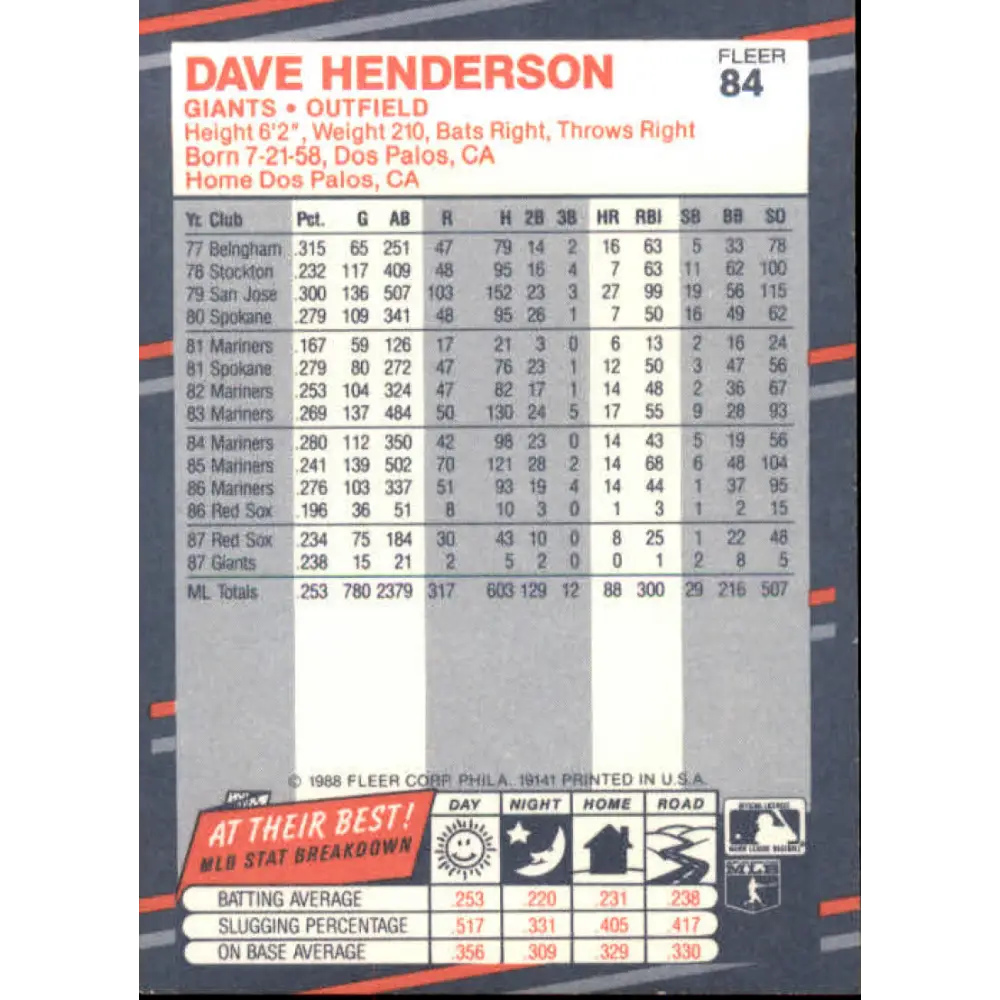 FLEER
84
DAVE HENDERSON
GIANTS • OUTFIELD
Height 6'2", Weight 210, Bats Right, Throws Right
Born 7-21-58, Dos Palos, CA
Home Dos Palos, CA
Yr. Club Pct. G AB R H 2B 3B HR RBI SB BB SO
77 Belngham .315 65 251 47 79 14 2 16 63 5 33 78
78 Stockton .232 117 409 48 95 16 4 7 63 11 62 100
79 San Jose .300 136 507 103 152 23 3 27 99 19 56 115
80 Spokane .279 109 341 48 95 26 1 7 50 16 49 62
81 Mariners .167 59 126 17 21 3 0 6 13 2 16 24
81 Spokane .279 80 272 47 76 23 1 12 50 3 47 56
82 Mariners .253 104 324 47 82 17 1 14 48 2 36 67
83 Mariners .269 137 484 50 130 24 5 17 55 9 28 93
84 Mariners .280 112 350 42 98 23 0 14 43 5 19 56
85 Mariners .241 139 502 70 121 28 2 14 68 6 48 104
86 Mariners .276 103 337 51 93 19 4 14 44 1 37 95
86 Red Sox .196 36 51 8 10 3 0 1 3 1 2 15
87 Red Sox .234 75 184 30 43 10 0 8 25 1 22 48
87 Giants .238 15 21 2 5 2 0 0 1 2 8 5
ML Totals .253 780 2379 317 603 129 12 88 300 29 216 507
© 1988 FLEER CORP. PHILA. 19141 PRINTED IN U.S.A.
AT THEIR BEST!
MLB STAT BREAKDOWN
DAY NIGHT HOME ROAD
BATTING AVERAGE .253 .220 .231 .238
SLUGGING PERCENTAGE .517 .331 .405 .417
ON BASE AVERAGE .356 .309 .329 .330
MAJOR LEAGUE BASEBALL